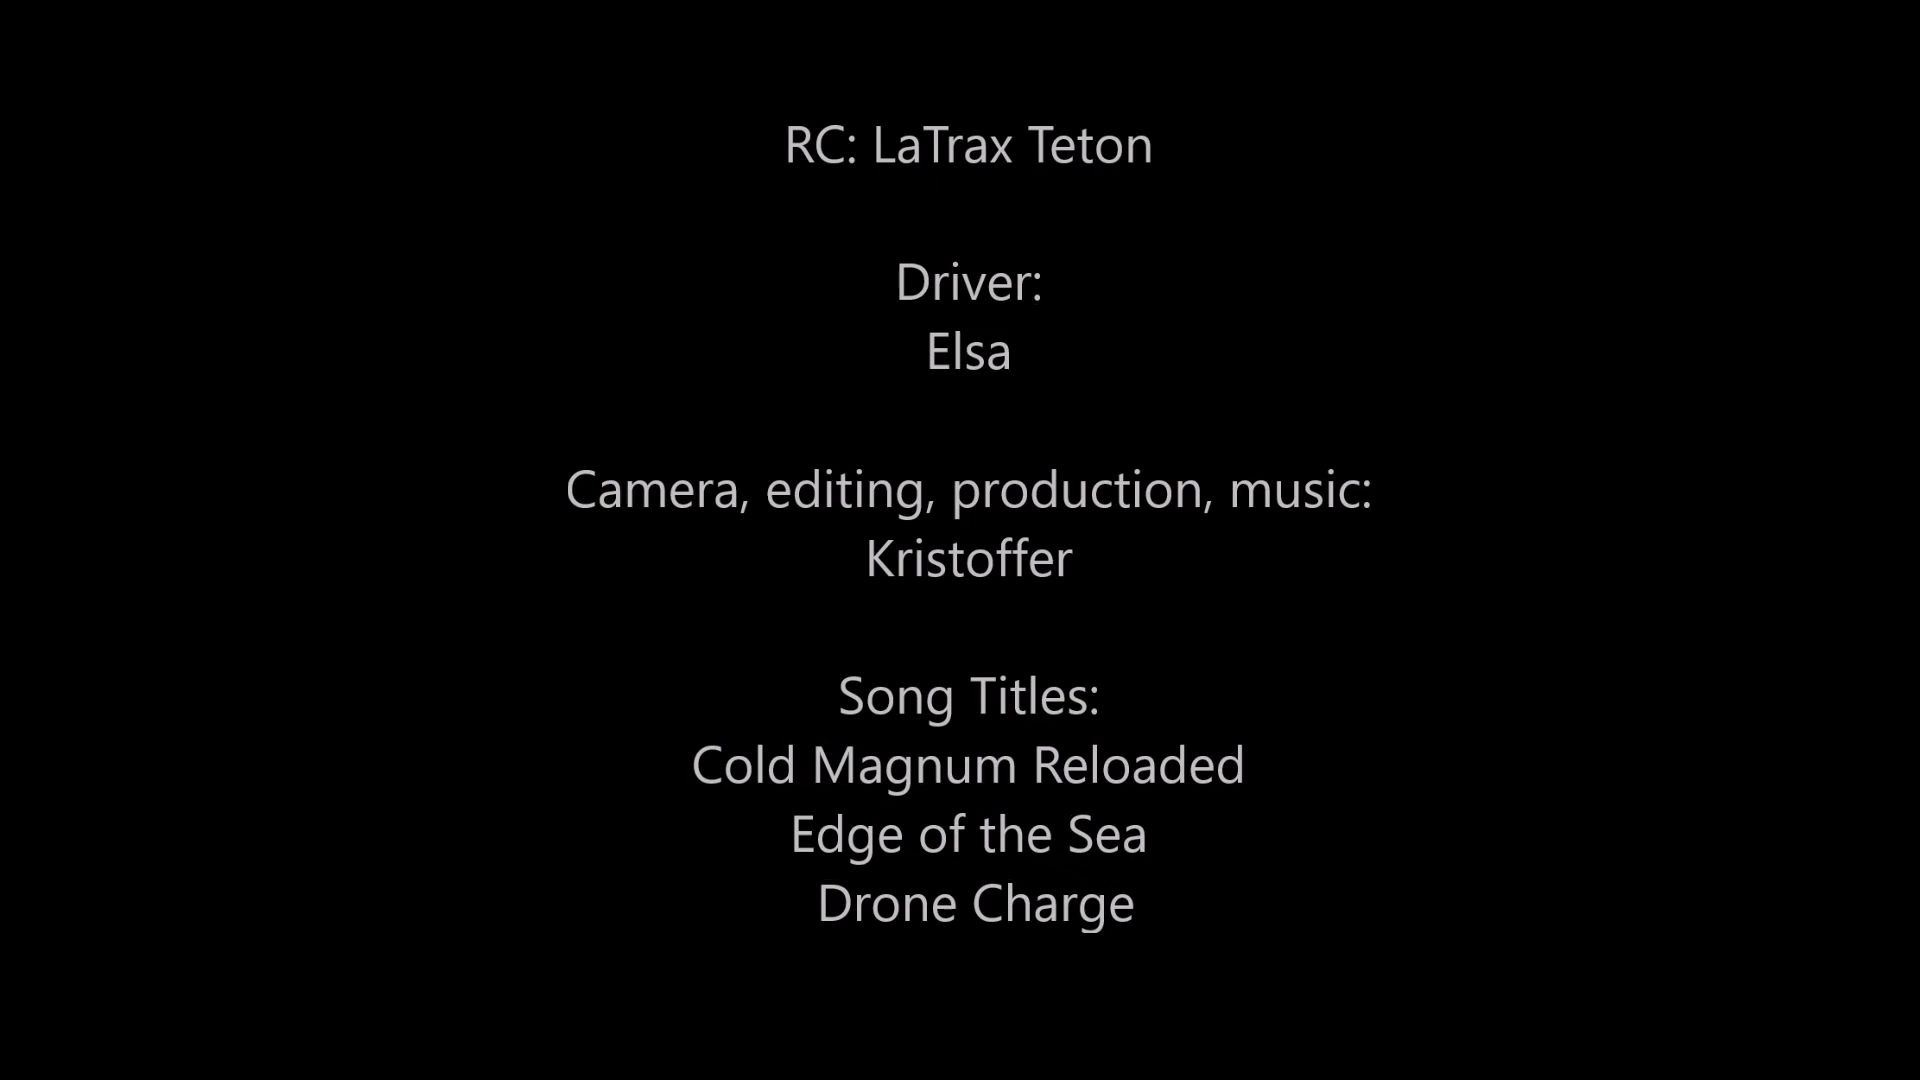 RC: LaTrax Teton
Driver:
Elsa
Camera, editing, production, music:
Kristoffer
Song Titles:
Cold Magnum Reloaded
Edge of the Sea
Drone Charge